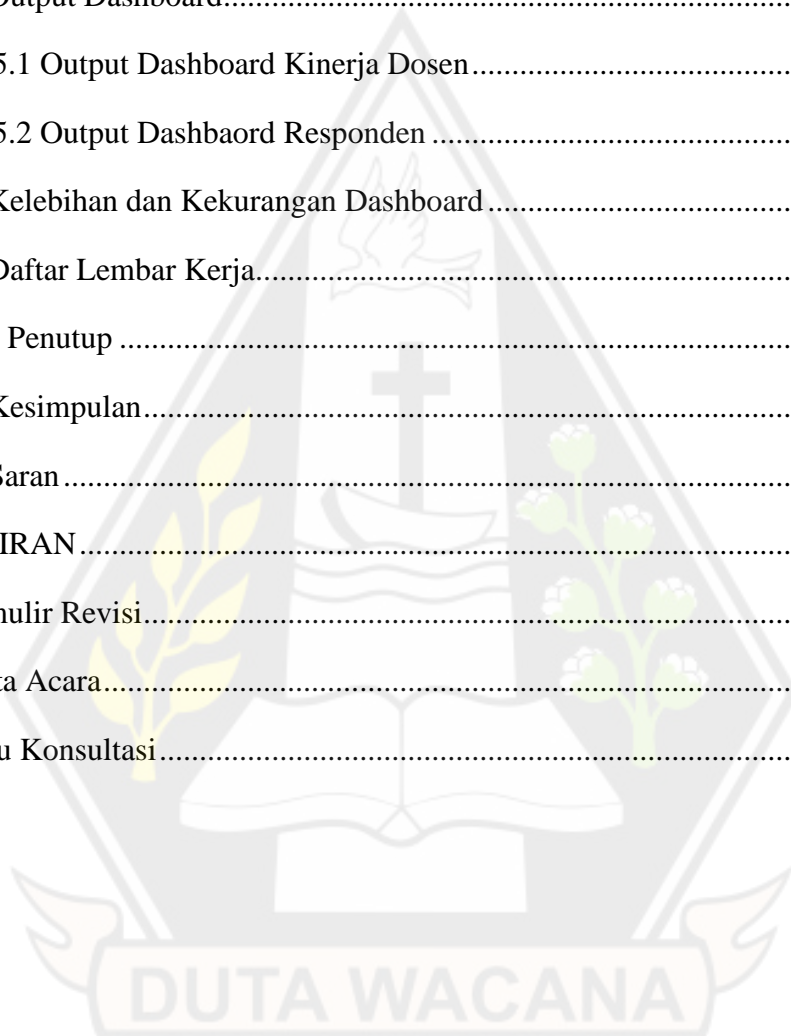 Output Dashboard................................................
5.1 Output Dashboard Kinerja Dosen................................
5.2 Output Dashbaord Responden ................................
Kelebihan dan Kekurangan Dashboard................................
Daftar Lembar Kerja................................................
Penutup ................................................
Kesimpulan................................................
Saran................................................
IRAN................................................
mulir Revisi................................................
ta Acara................................................
u Konsultasi................................................
DUTA WACANA